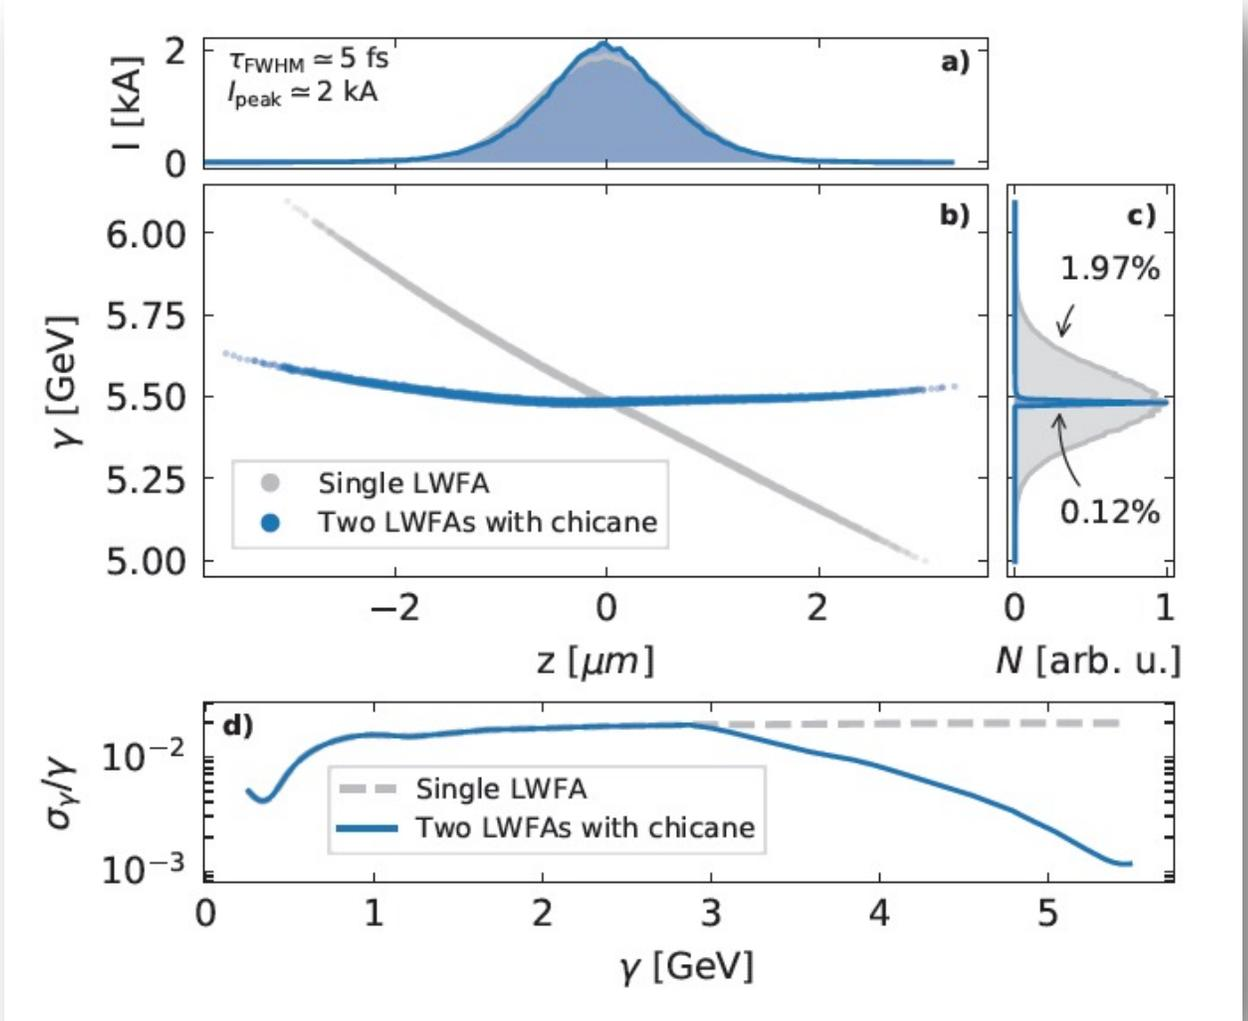 τFWHM ≃ 5 fs
Ipeak ≃ 2 kA
a)
I [kA]
2
0
b)
γ [GeV]
6.00
5.75
5.50
5.25
5.00
Single LWFA
Two LWFAs with chicane
−2
0
2
z [μm]
c)
1.97%
0.12%
0
1
N [arb. u.]
d)
σγ/γ
10−2
10−3
Single LWFA
Two LWFAs with chicane
0
1
2
3
4
5
γ [GeV]